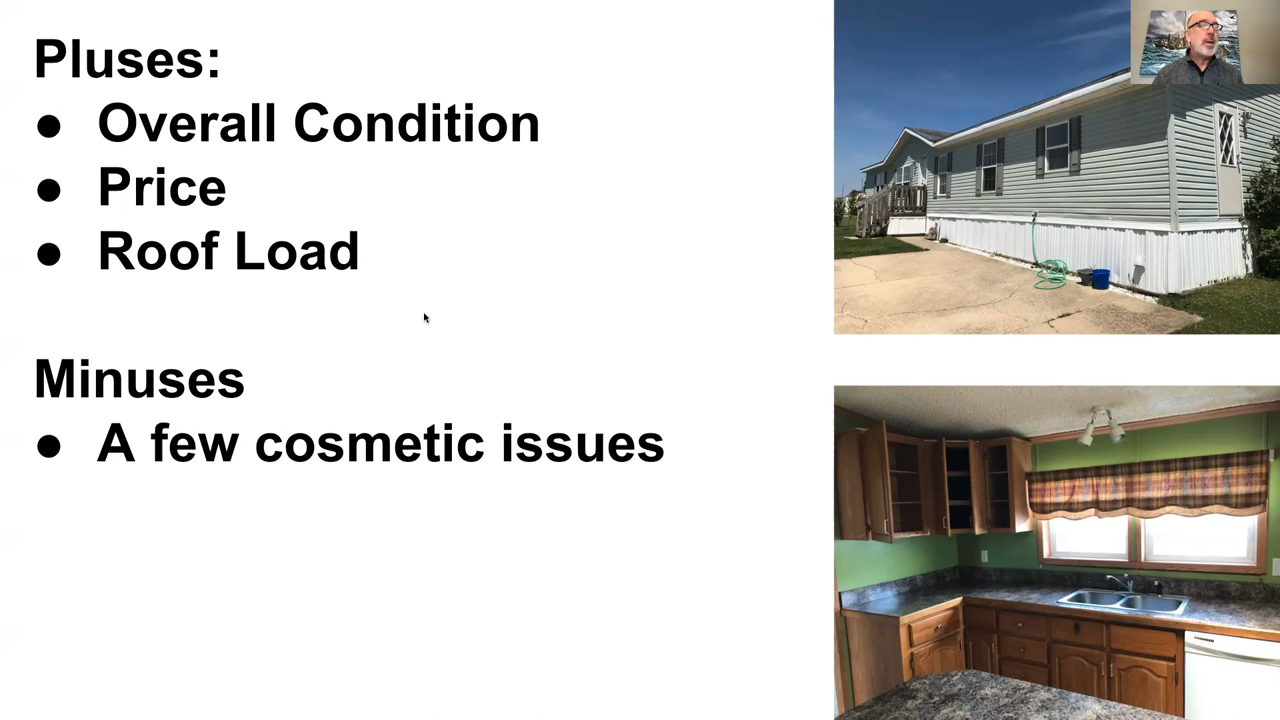 Pluses:
● Overall Condition
● Price
● Roof Load
Minuses
● A few cosmetic issues